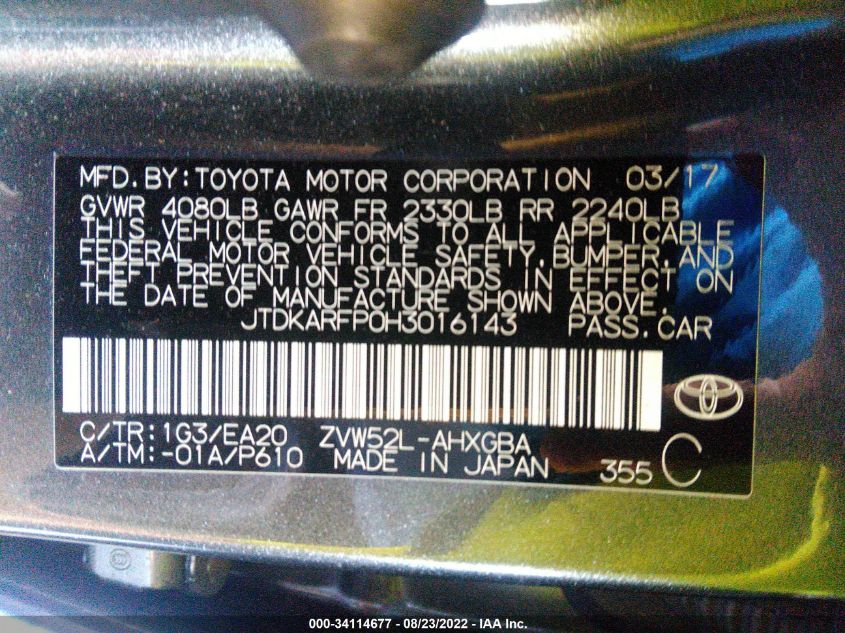 MFD.BY:TOYOTA MOTOR CORPORATION 03/17
GVWR 4080LB GAWR FR 2330LB RR 2240LB
THIS VEHICLE CONFORMS TO ALL APPLICABLE
FEDERAL MOTOR VEHICLE SAFETY,BUMPER,AND
THEFT PREVENTION STANDARDS IN EFFECT ON
THE DATE OF MANUFACTURE SHOWN ABOVE.
JTDKARFP0H3016143 PASS.CAR
C/TR:1G3/EA20 ZVW52L-AHXGBA
A/TM:-01A/P610 MADE IN JAPAN 355 C
000-34114677 - 08/23/2022 - IAA Inc.